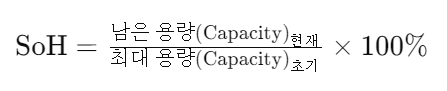 SoH = 남은 용량(Capacity)현재 / 최대 용량(Capacity)초기 × 100%